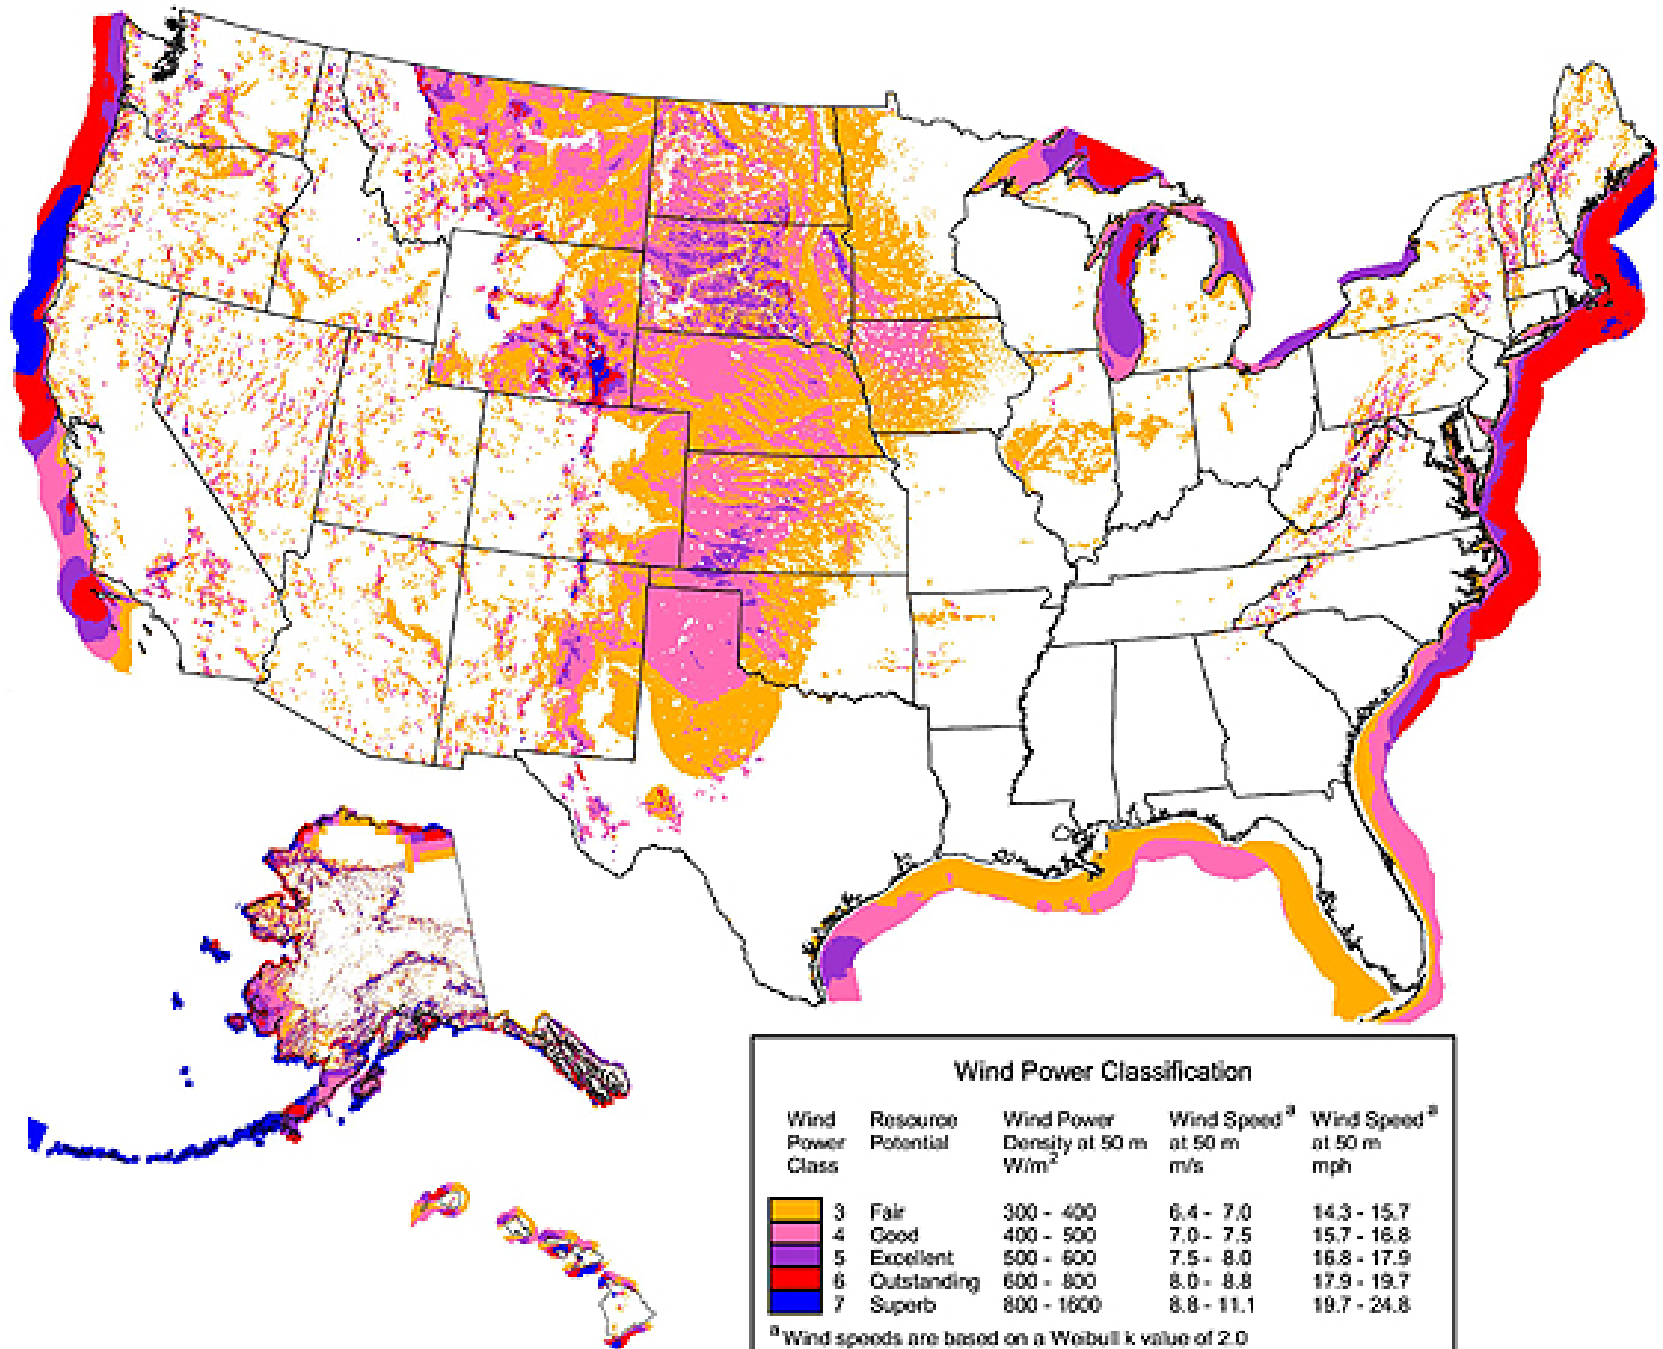 Wind Power Classification
Wind Power Class Resource Potential Wind Power Density at 50 m W/m² Wind Speed ª at 50 m m/s Wind Speed ª at 50 m mph
3 Fair 300 - 400 6.4 - 7.0 14.3 - 15.7
4 Good 400 - 500 7.0 - 7.5 15.7 - 16.8
5 Excellent 500 - 600 7.5 - 8.0 16.8 - 17.9
6 Outstanding 600 - 800 8.0 - 8.8 17.9 - 19.7
7 Superb 800 - 1600 8.8 - 11.1 19.7 - 24.8
ª Wind speeds are based on a Weibull k value of 2.0